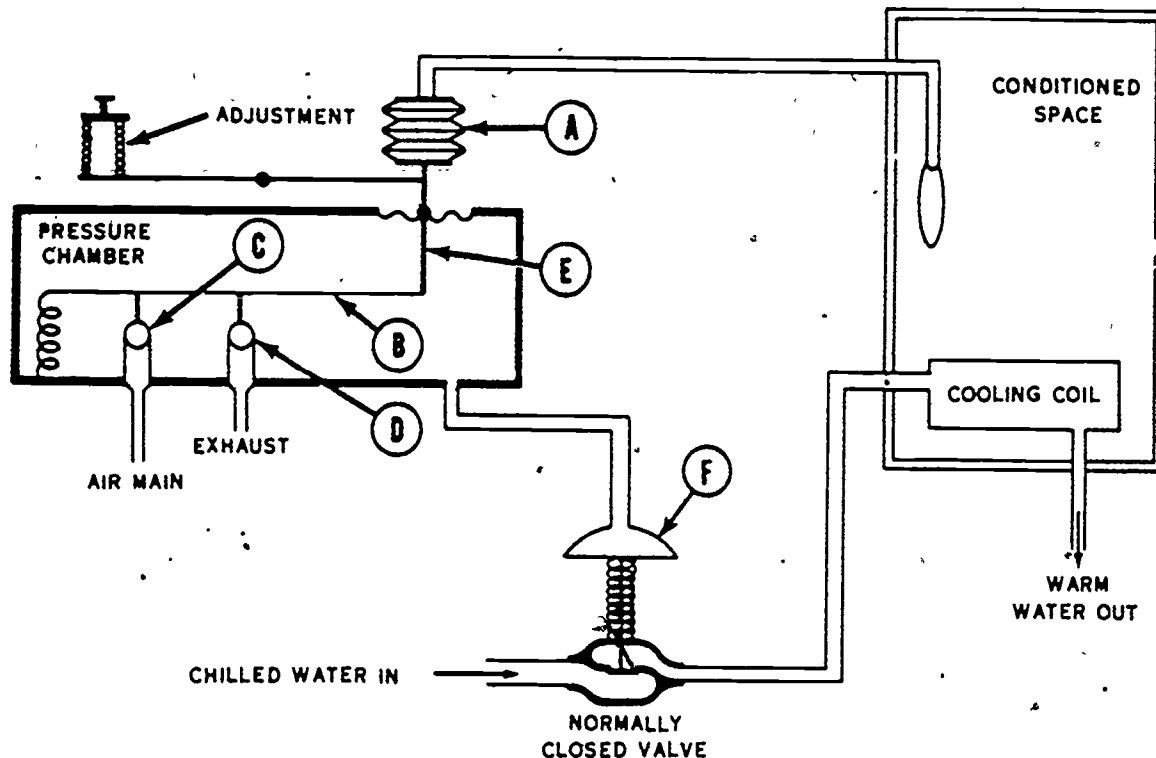 CONDITIONED
SPACE
ADJUSTMENT
A
PRESSURE
CHAMBER
C
E
B
D
EXHAUST
AIR MAIN
COOLING COIL
F
WARM
WATER OUT
CHILLED WATER IN
NORMALLY
CLOSED VALVE